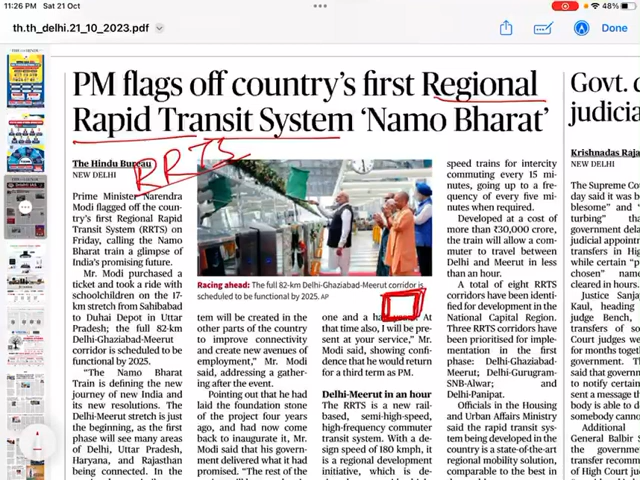 11:26 PM Sat 21 Oct
48%
th.th_delhi.21_10_2023.pdf
Done
PM flags off country's first Regional
Rapid Transit System 'Namo Bharat'
RRTS
The Hindu Bureau
NEW DELHI
Prime Minister Narendra
Modi flagged off the coun-
try's first Regional Rapid
Transit System (RRTS) on
Friday, calling the Namo
Bharat train a glimpse of
India's promising future.
Mr. Modi purchased a
ticket and took a ride with
schoolchildren on the 17-
km stretch from Sahibabad
to Duhai Depot in Uttar
Pradesh; the full 82-km
Delhi-Ghaziabad-Meerut
corridor is scheduled to be
functional by 2025.
"The Namo Bharat
Train is defining the new
journey of new India and
its new resolutions. The
Delhi-Meerut stretch is just
the beginning, as the first
phase will see many areas
of Delhi, Uttar Pradesh,
Haryana, and Rajasthan
being connected. In the
Racing ahead: The full 82-km Delhi-Ghaziabad-Meerut corridor is
scheduled to be functional by 2025. AP
tem will be created in the
other parts of the country
to improve connectivity
and create new avenues of
employment," Mr. Modi
said, addressing a gather-
ing after the event.
Pointing out that he had
laid the foundation stone
of the project four years
ago, and had now come
back to inaugurate it, Mr.
Modi said that his govern-
ment delivered what it had
promised. "The rest of the
one and a half At
that time also, I will be pre-
sent at your service," Mr.
Modi said, showing confi-
dence that he would return
for a third term as PM.
Delhi-Meerut in an hour
The RRTS is a new rail-
based, semi-high-speed,
high-frequency commuter
transit system. With a de-
sign speed of 180 kmph, it
is a regional development
initiative, which is de-
speed trains for intercity
commuting every 15 mi-
nutes, going up to a fre-
quency of every five mi-
nutes when required.
Developed at a cost of
more than ₹30,000 crore,
the train will allow a com-
muter to travel between
Delhi and Meerut in less
than an hour.
A total of eight RRTS
corridors have been identi-
fied for development in the
National Capital Region.
Three RRTS corridors have
been prioritised for imple-
mentation in the first
phase: Delhi-Ghaziabad-
Meerut; Delhi-Gurugram-
SNB-Alwar; and Delhi-
Panipat.
Officials in the Housing
and Urban Affairs Ministry
said the rapid transit sys-
tem being developed in the
country is a state-of-the-art
regional mobility solution,
comparable to the best in
Govt. d
judicia
Krishnadas Raja
NEW DELHI
The Supreme Co
day said it was b
blesome" and
turbing" tha
government dela
judicial appointm
transfers in High
while certain "p
chosen" nam
cleared in hours.
Justice San
Kaul, heading a
judge Bench,
transfers of s
Court judges we
for months toget
government. Th
said that govern
to notify certai
sent a message t
body is able to
somebody canno
ed".
Additional
General Balbir S
the governmen
transfer recomm
of High Court ju